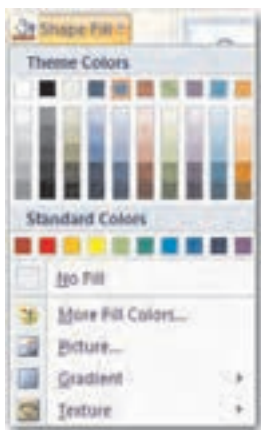 Shape Fill
Theme Colors
Standard Colors
No Fill
More Fill Colors...
Picture...
Gradient
Texture